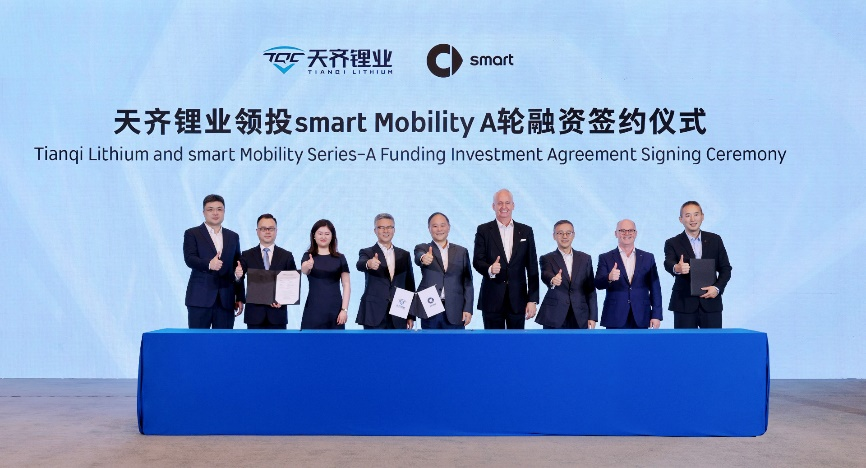 TQC 天齐锂业 smart
TIANQI LITHIUM
天齐锂业领投smart Mobility A轮融资签约仪式
Tianqi Lithium and smart Mobility Series-A Funding Investment Agreement Signing Ceremony